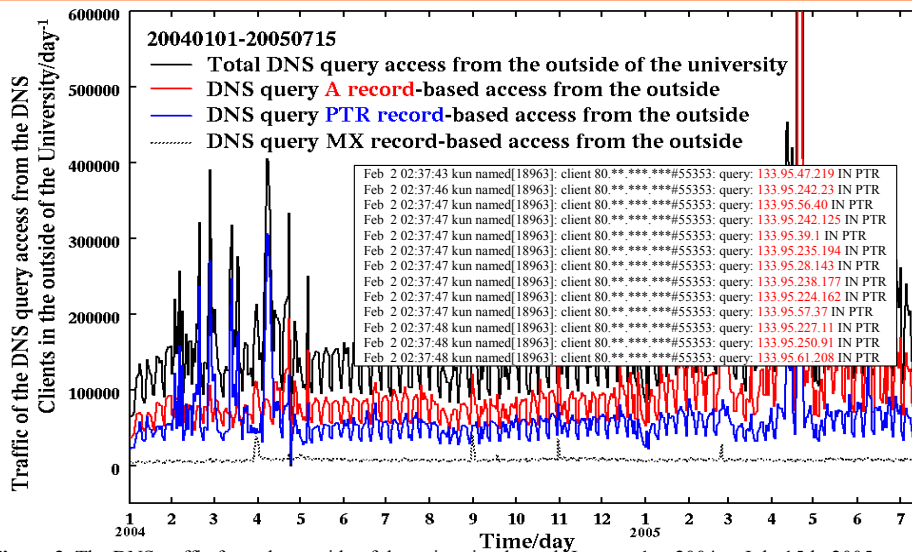 600000
500000
400000
300000
200000
100000
0
Traffic of the DNS query access from the DNS
Clients in the outside of the University/day-1
20040101-20050715
Total DNS query access from the outside of the university
DNS query A record-based access from the outside
DNS query PTR record-based access from the outside
DNS query MX record-based access from the outside
Feb 2 02:37:43 kun named[18963]: client 80.**.***.***#55353: query: 133.95.47.219 IN PTR
Feb 2 02:37:46 kun named[18963]: client 80.**.***.***#55353: query: 133.95.242.23 IN PTR
Feb 2 02:37:47 kun named[18963]: client 80.**.***.***#55353: query: 133.95.56.40 IN PTR
Feb 2 02:37:47 kun named[18963]: client 80.**.***.***#55353: query: 133.95.242.125 IN PTR
Feb 2 02:37:47 kun named[18963]: client 80.**.***.***#55353: query: 133.95.39.1 IN PTR
Feb 2 02:37:47 kun named[18963]: client 80.**.***.***#55353: query: 133.95.235.194 IN PTR
Feb 2 02:37:47 kun named[18963]: client 80.**.***.***#55353: query: 133.95.28.143 IN PTR
Feb 2 02:37:47 kun named[18963]: client 80.**.***.***#55353: query: 133.95.238.177 IN PTR
Feb 2 02:37:47 kun named[18963]: client 80.**.***.***#55353: query: 133.95.224.162 IN PTR
Feb 2 02:37:47 kun named[18963]: client 80.**.***.***#55353: query: 133.95.57.37 IN PTR
Feb 2 02:37:48 kun named[18963]: client 80.**.***.***#55353: query: 133.95.227.11 IN PTR
Feb 2 02:37:48 kun named[18963]: client 80.**.***.***#55353: query: 133.95.250.91 IN PTR
Feb 2 02:37:48 kun named[18963]: client 80.**.***.***#55353: query: 133.95.61.208 IN PTR
1 2 3 4 5 6 7 8 9 10 11 12 1 2 3 4 5 6 7
2004 2005
Time/day